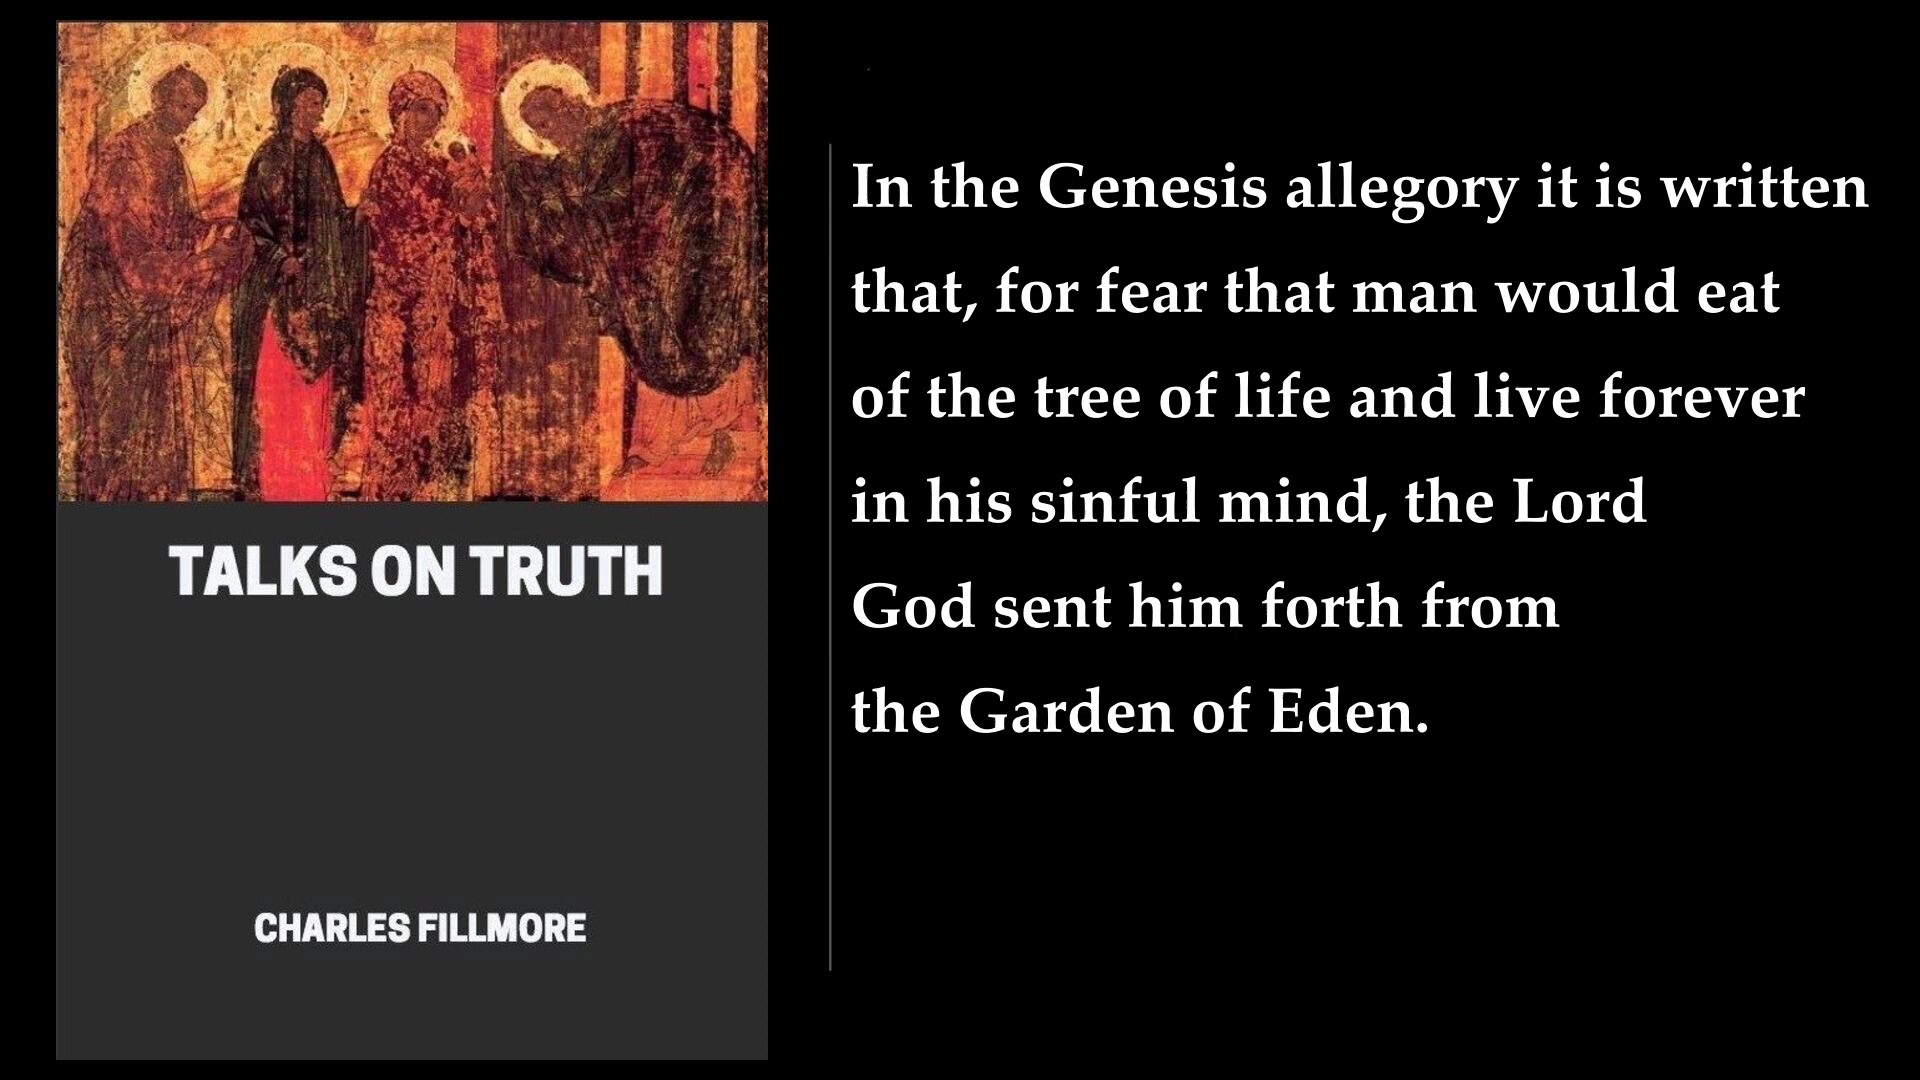 TALKS ON TRUTH
CHARLES FILLMORE
In the Genesis allegory it is written
that, for fear that man would eat
of the tree of life and live forever
in his sinful mind, the Lord
God sent him forth from
the Garden of Eden.